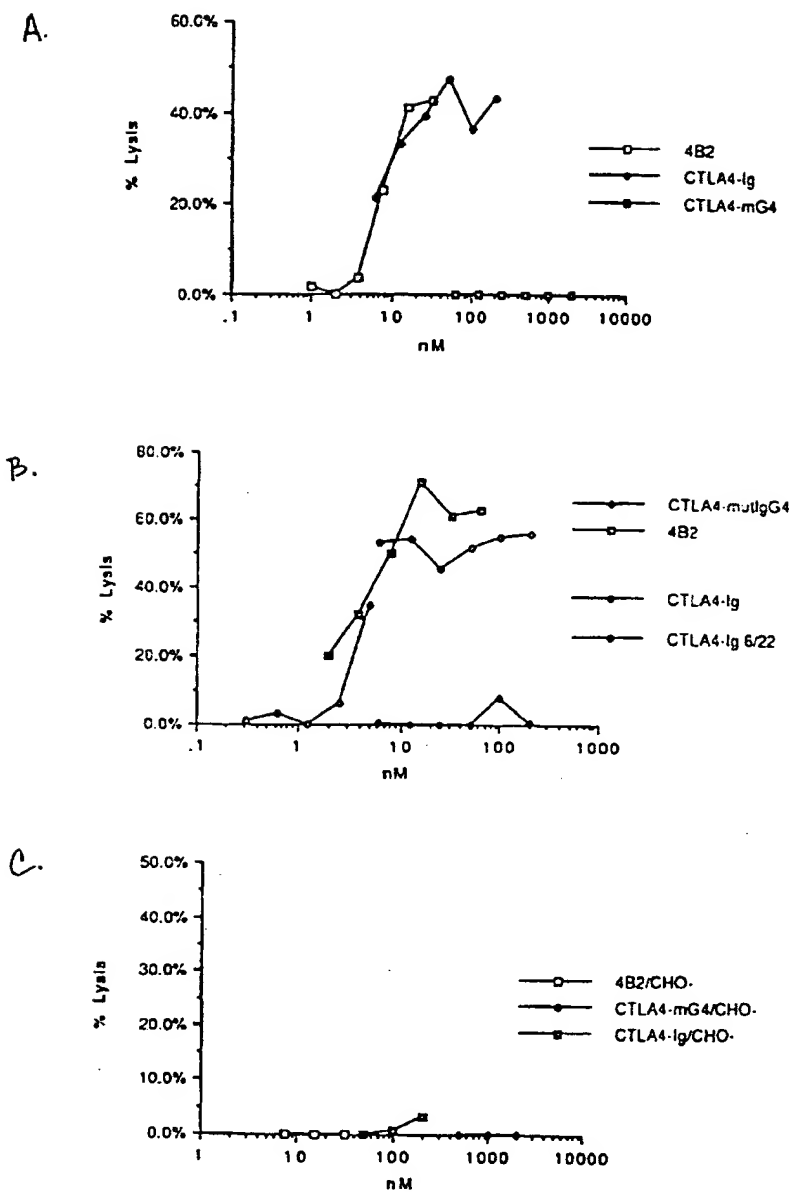 A.
60.0%
40.0%
20.0%
0.0%
% Lysis
.1 1 10 100 1000 10000
nM
4B2
CTLA4-Ig
CTLA4-mG4
B.
80.0%
60.0%
40.0%
20.0%
0.0%
% Lysis
.1 1 10 100 1000
nM
CTLA4-mutIgG4
4B2
CTLA4-Ig
CTLA4-Ig 6/22
C.
50.0%
40.0%
30.0%
20.0%
10.0%
0.0%
% Lysis
1 10 100 1000 10000
nM
4B2/CHO-
CTLA4-mG4/CHO-
CTLA4-Ig/CHO-